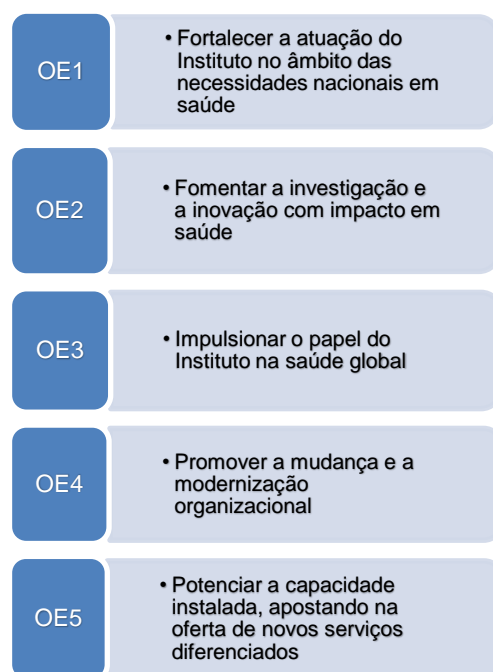 OE1
• Fortalecer a atuação do
Instituto no âmbito das
necessidades nacionais em
saúde
OE2
• Fomentar a investigação e
a inovação com impacto em
saúde
OE3
• Impulsionar o papel do
Instituto na saúde global
OE4
• Promover a mudança e a
modernização
organizacional
OE5
• Potenciar a capacidade
instalada, apostando na
oferta de novos serviços
diferenciados